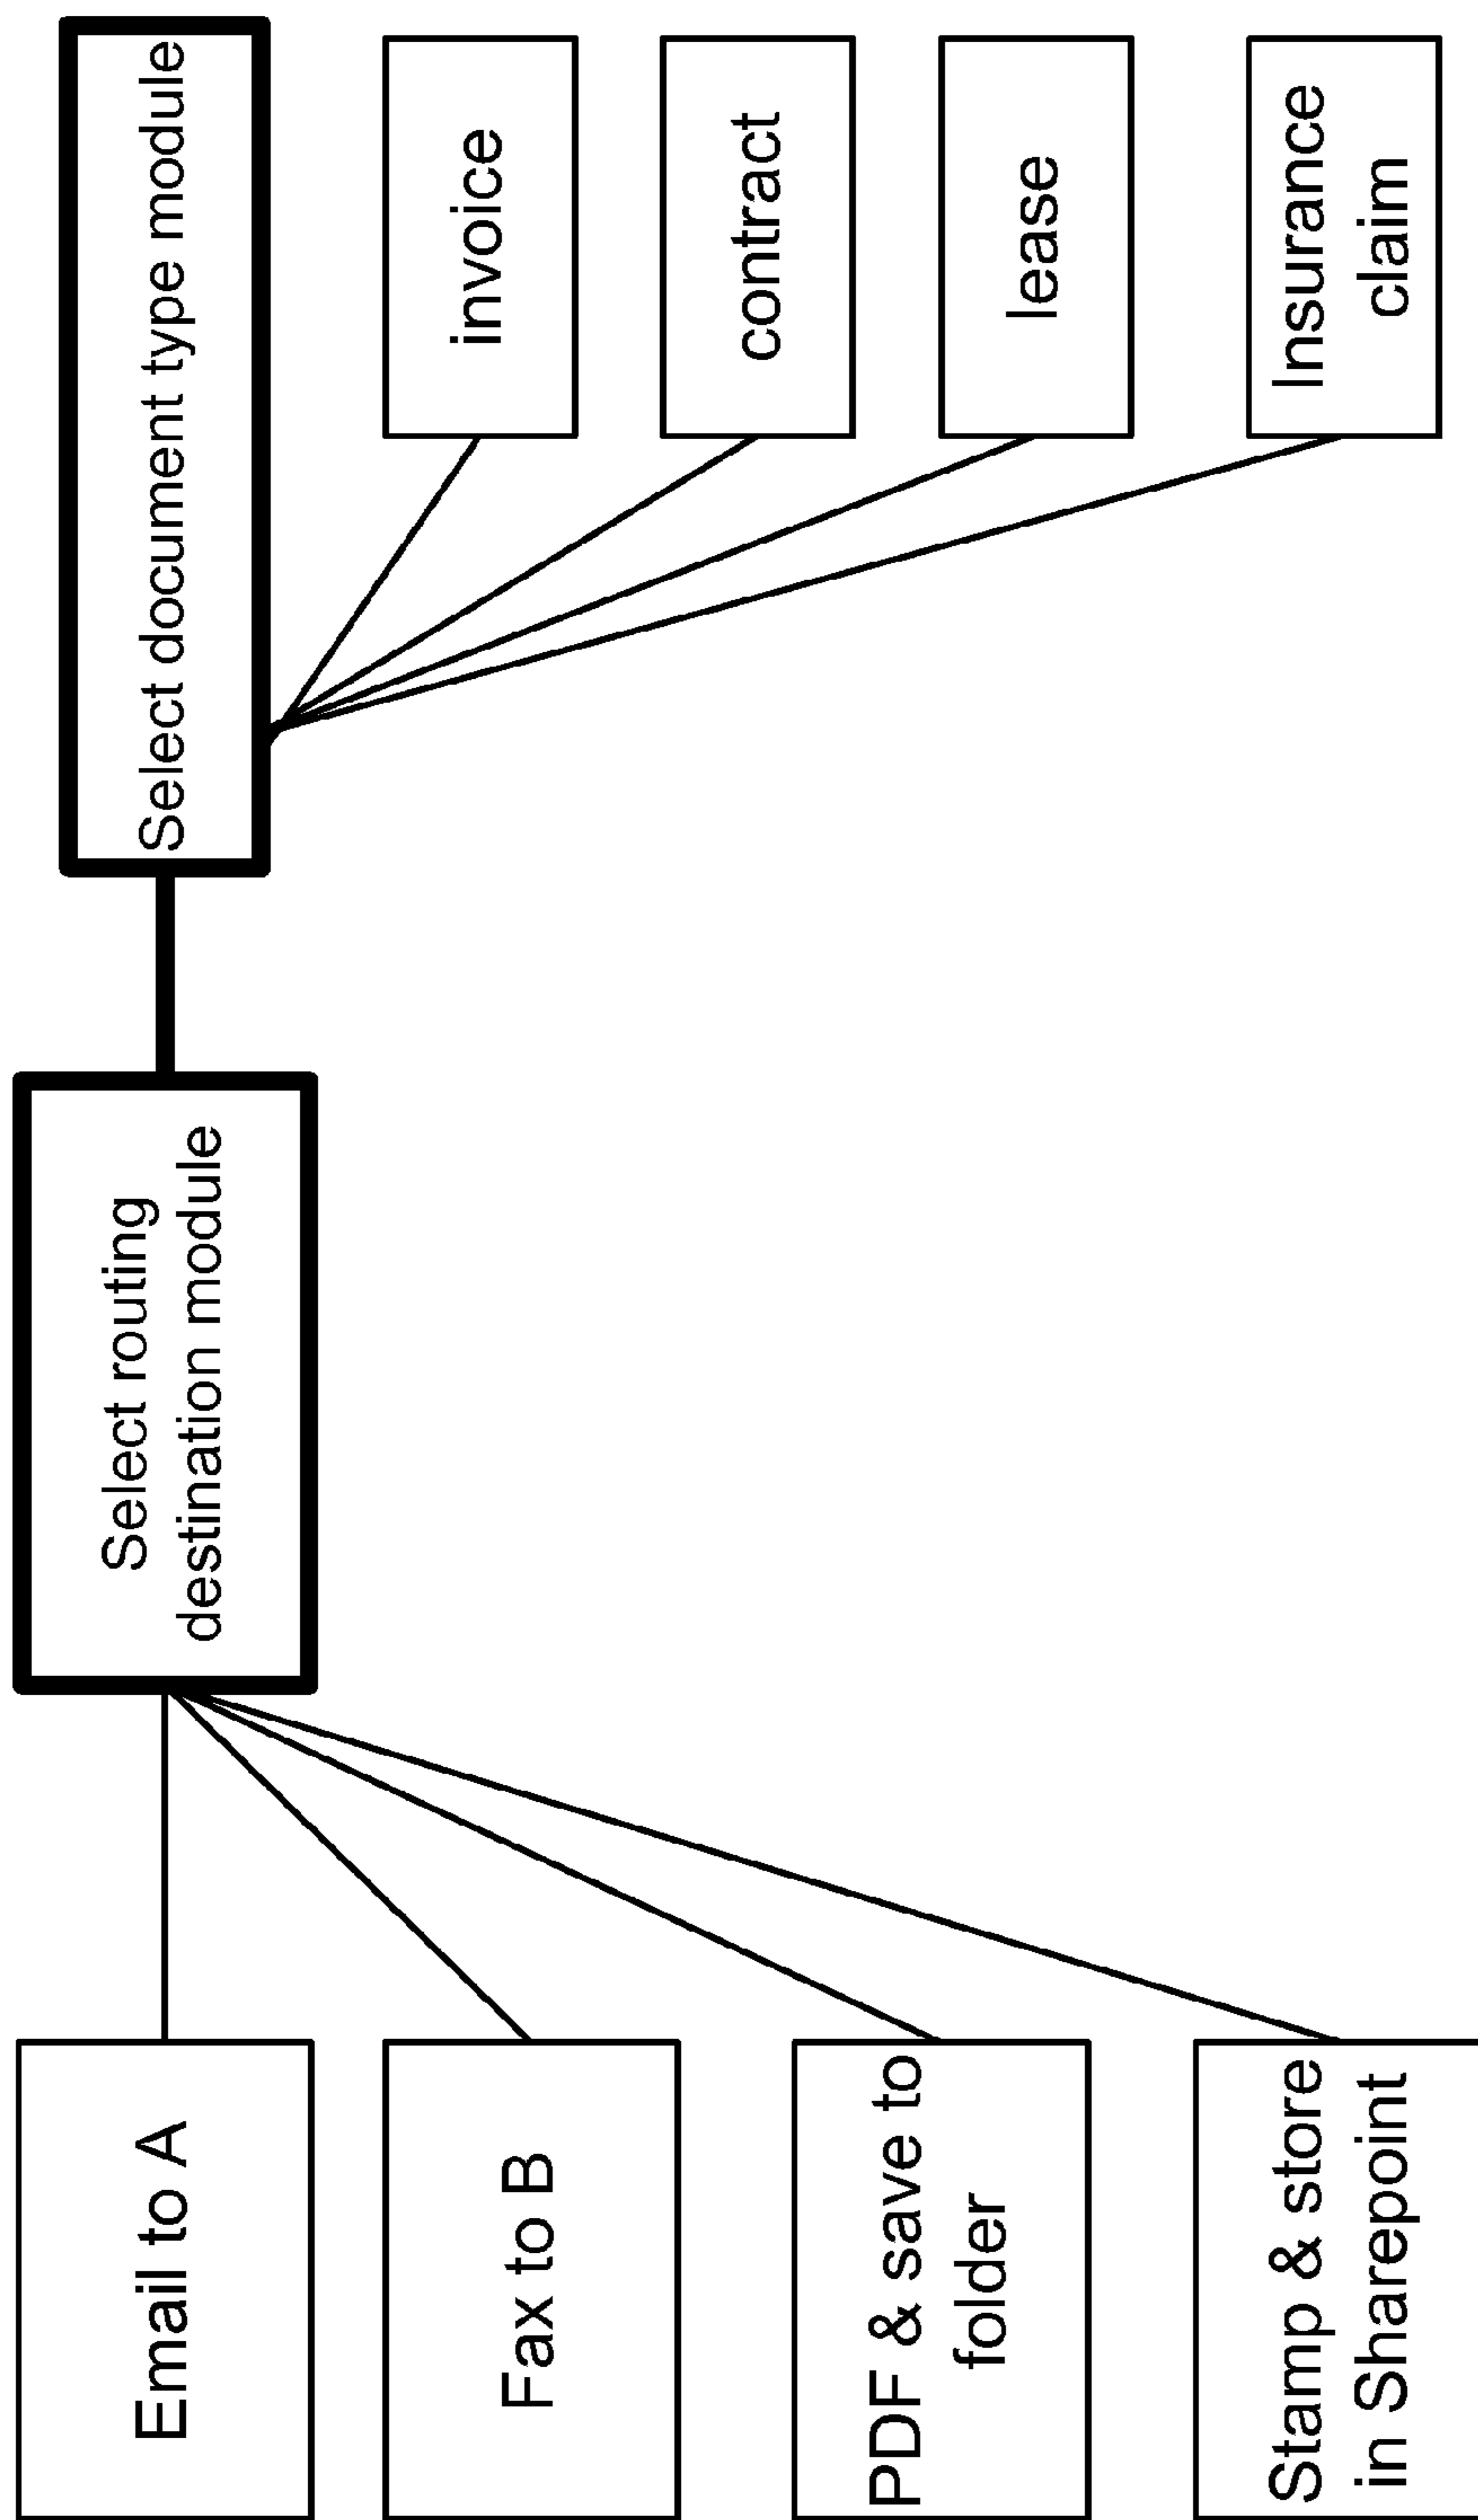 Email to A
Select routing
destination module
Select document type module
Fax to B
invoice
PDF & save to
folder
contract
lease
Stamp & store
in Sharepoint
Insurance
claim